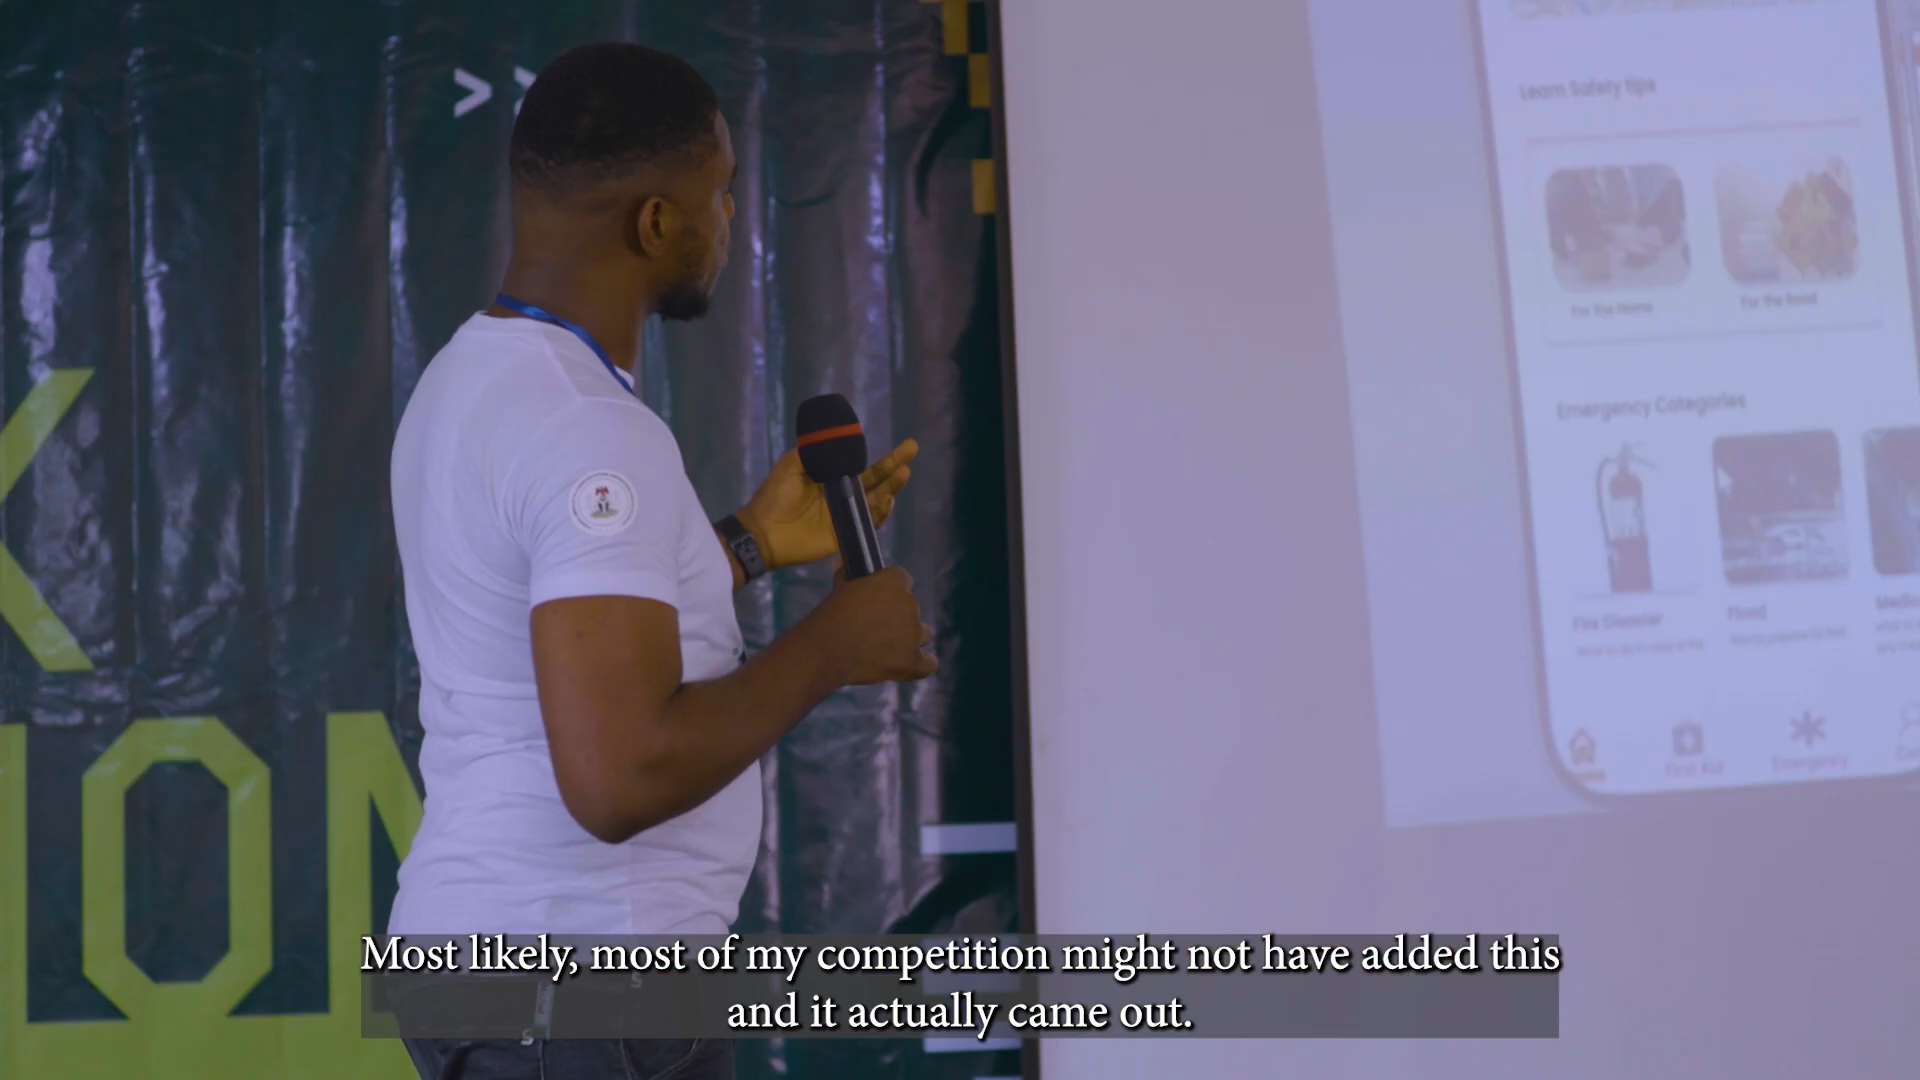 >>
K
ION
Learn Safety tips
For the Home
For the Road
Emergency Categories
Fire Disaster
Flood
First Aid
Emergency
Most likely, most of my competition might not have added this
and it actually came out.